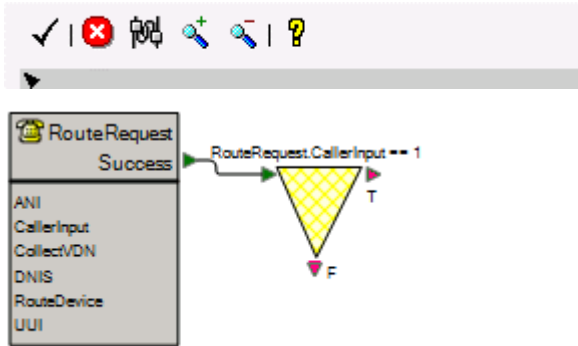 RouteRequest
Success
RouteRequest.CallerInput == 1
T
F
ANI
CallerInput
CollectVDN
DNIS
RouteDevice
UUI